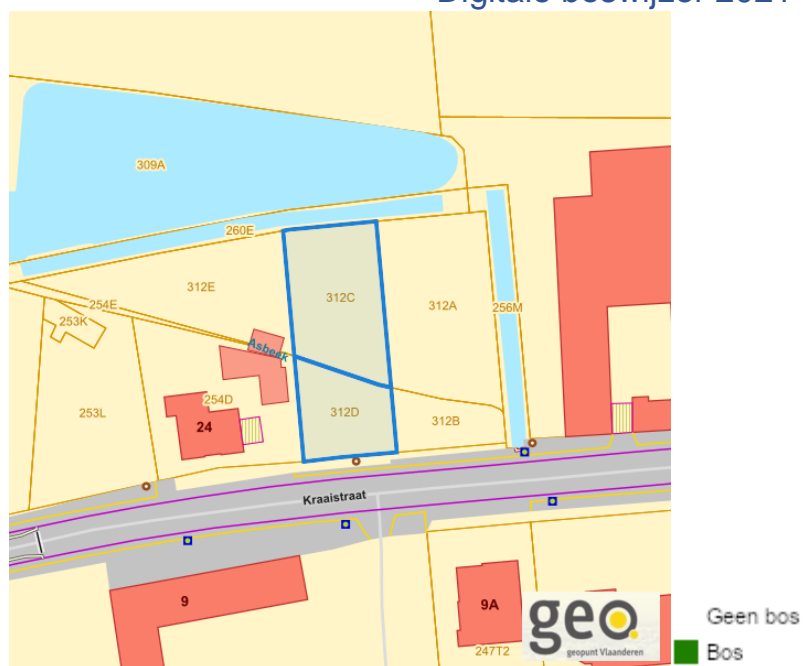 309A
260E
312E
312C
312A
254E
256M
253K
Asbeek
253L
254D
312D
312B
24
Kraaistraat
9
9A
247T2
geo
geopunt Vlaanderen
Geen bos
Bos